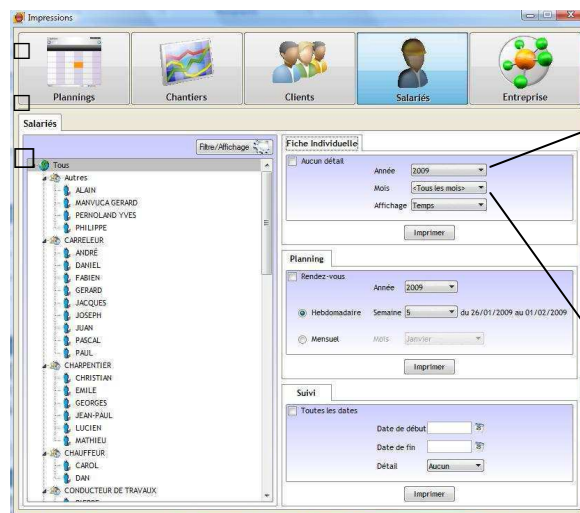 Impressions
Plannings
Chantiers
Clients
Salariés
Entreprise
Salariés
Filtre/Affichage
Tous
Autres
ALAIN
MANVUCA GERARD
PERNOLAND YVES
PHILIPPE
CARRELEUR
ANDRÉ
DANIEL
FABIEN
GERARD
JACQUES
JOSEPH
JUAN
PASCAL
PAUL
CHARPENTIER
CHRISTIAN
EMILE
GEORGES
JEAN-PAUL
LUCIEN
MATHIEU
CHAUFFEUR
CAROL
DAN
CONDUCTEUR DE TRAVAUX
Fiche Individuelle
Aucun détail
Année 2009
Mois <Tous les mois>
Affichage Temps
Imprimer
Planning
Rendez-vous
Année 2009
Hebdomadaire Semaine 5 du 26/01/2009 au 01/02/2009
Mensuel Mois Janvier
Imprimer
Suivi
Toutes les dates
Date de début
Date de fin
Détail Aucun
Imprimer